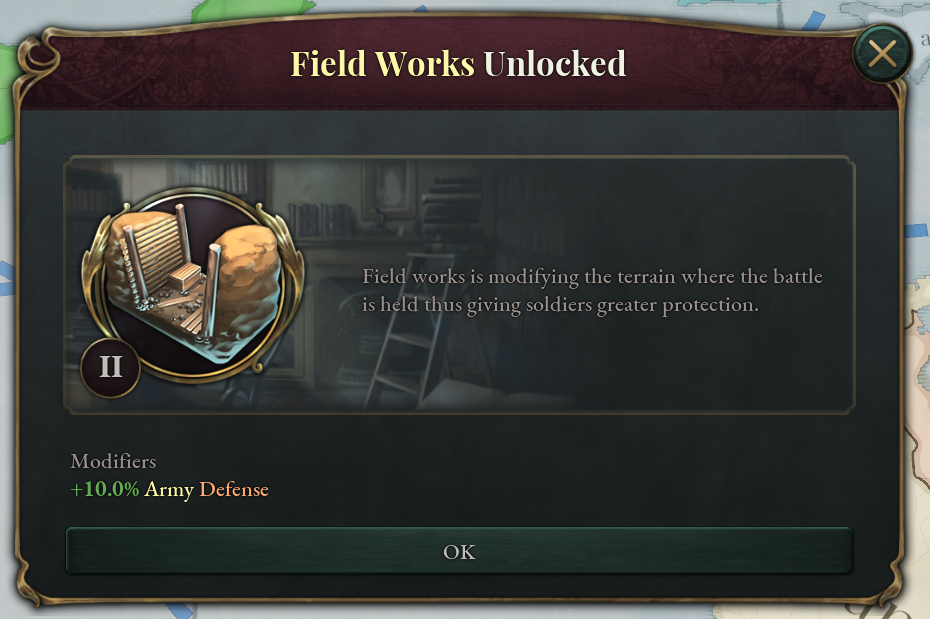 Field Works Unlocked
Field works is modifying the terrain where the battle
is held thus giving soldiers greater protection.
II
Modifiers
+10.0% Army Defense
OK